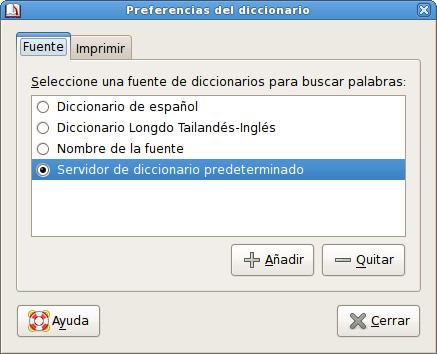 Preferencias del diccionario
Fuente
Imprimir
Seleccione una fuente de diccionarios para buscar palabras:
Diccionario de español
Diccionario Longdo Tailandés-Inglés
Nombre de la fuente
Servidor de diccionario predeterminado
Añadir
Quitar
Ayuda
Cerrar